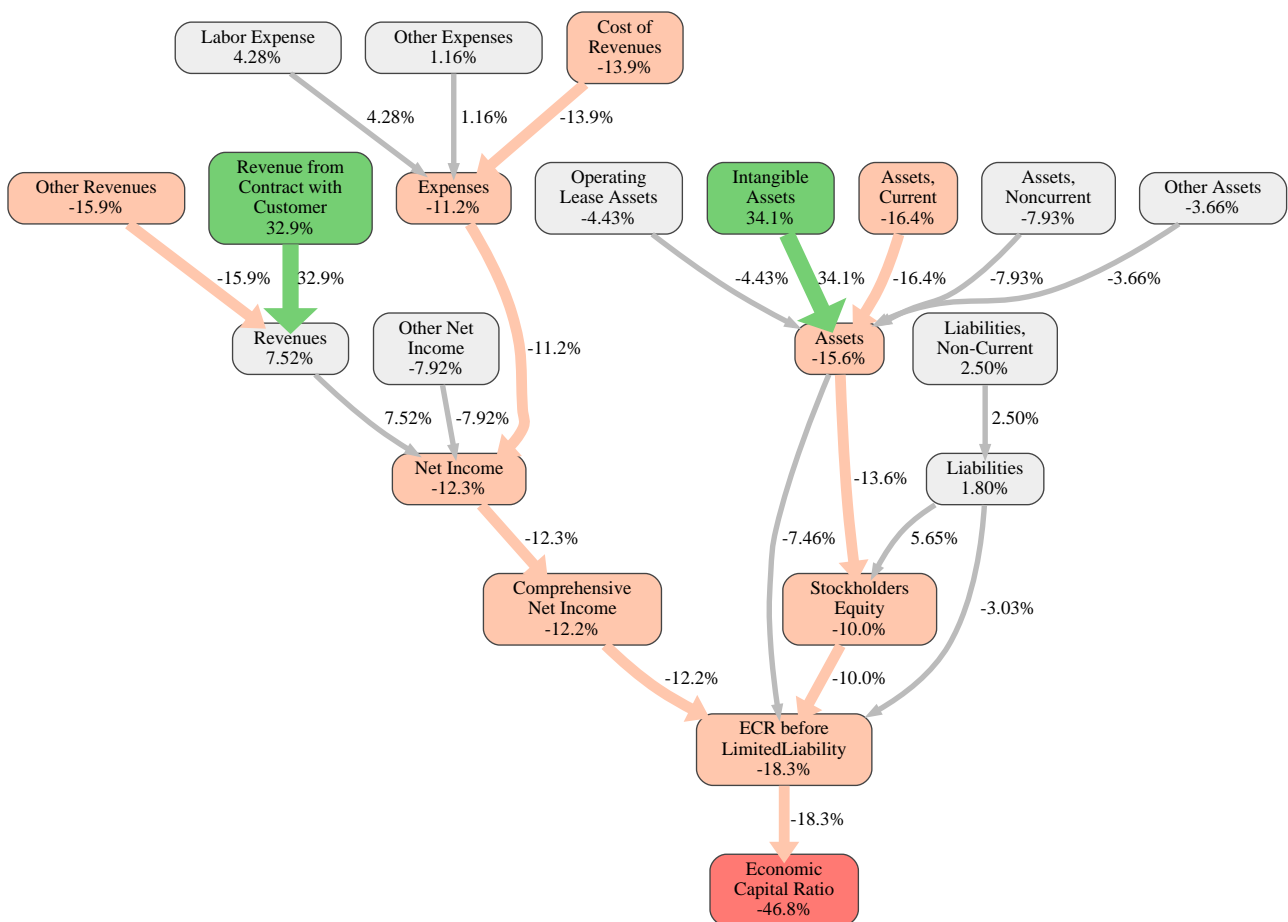 Labor Expense
4.28%
Other Expenses
1.16%
Cost of
Revenues
-13.9%
4.28%
1.16%
-13.9%
Other Revenues
-15.9%
Revenue from
Contract with
Customer
32.9%
Expenses
-11.2%
Operating
Lease Assets
-4.43%
Intangible
Assets
34.1%
Assets,
Current
-16.4%
Assets,
Noncurrent
-7.93%
Other Assets
-3.66%
-15.9%
32.9%
-4.43%
34.1%
-16.4%
-7.93%
-3.66%
Revenues
7.52%
Other Net
Income
-7.92%
-11.2%
Assets
-15.6%
Liabilities,
Non-Current
2.50%
7.52%
-7.92%
2.50%
Net Income
-12.3%
-13.6%
Liabilities
1.80%
-12.3%
-7.46%
5.65%
Comprehensive
Net Income
-12.2%
Stockholders
Equity
-10.0%
-3.03%
-12.2%
-10.0%
ECR before
LimitedLiability
-18.3%
-18.3%
Economic
Capital Ratio
-46.8%